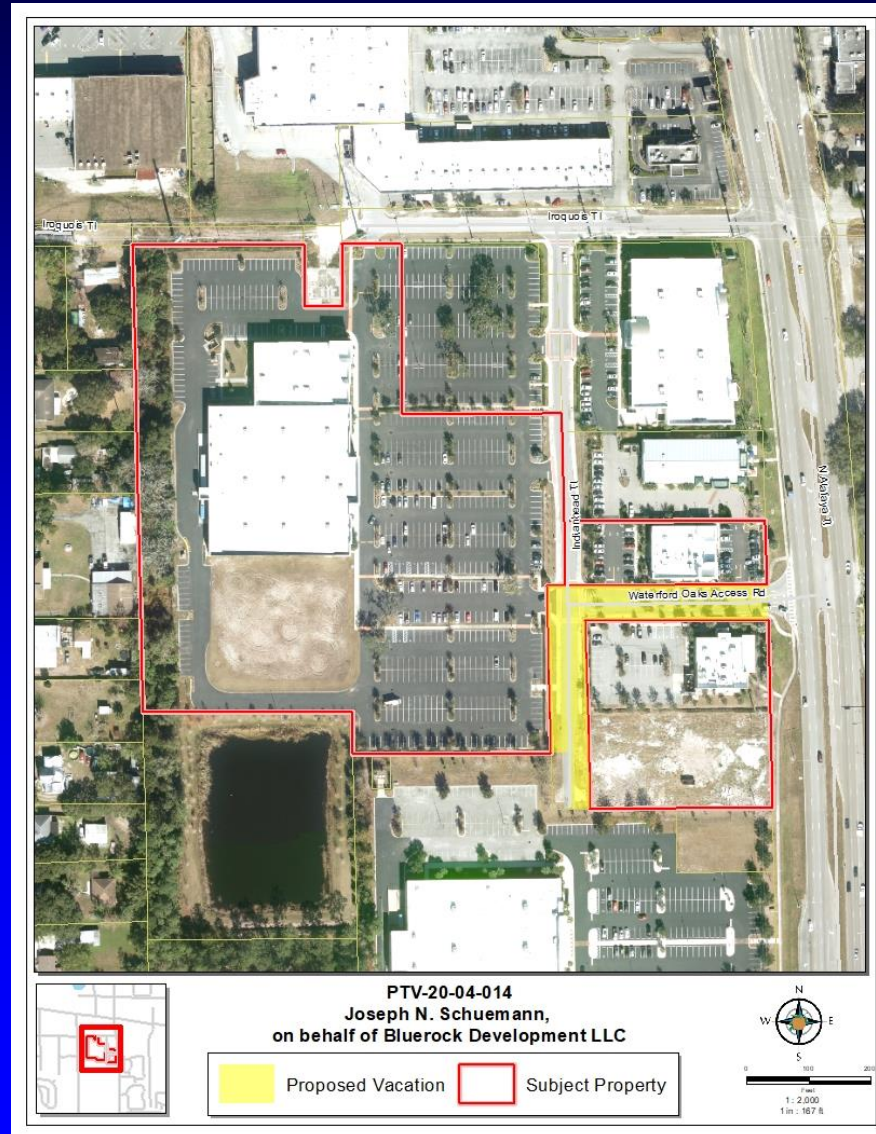 Iroquois Tl
Iroquois Tl
N Alafaya Tl
Indianhead Tl
Waterford Oaks Access Rd
PTV-20-04-014
Joseph N. Schuemann,
on behalf of Bluerock Development LLC
Proposed Vacation
Subject Property
N
W
E
S
0 100 200
Feet
1 : 2,000
1 in : 167 ft